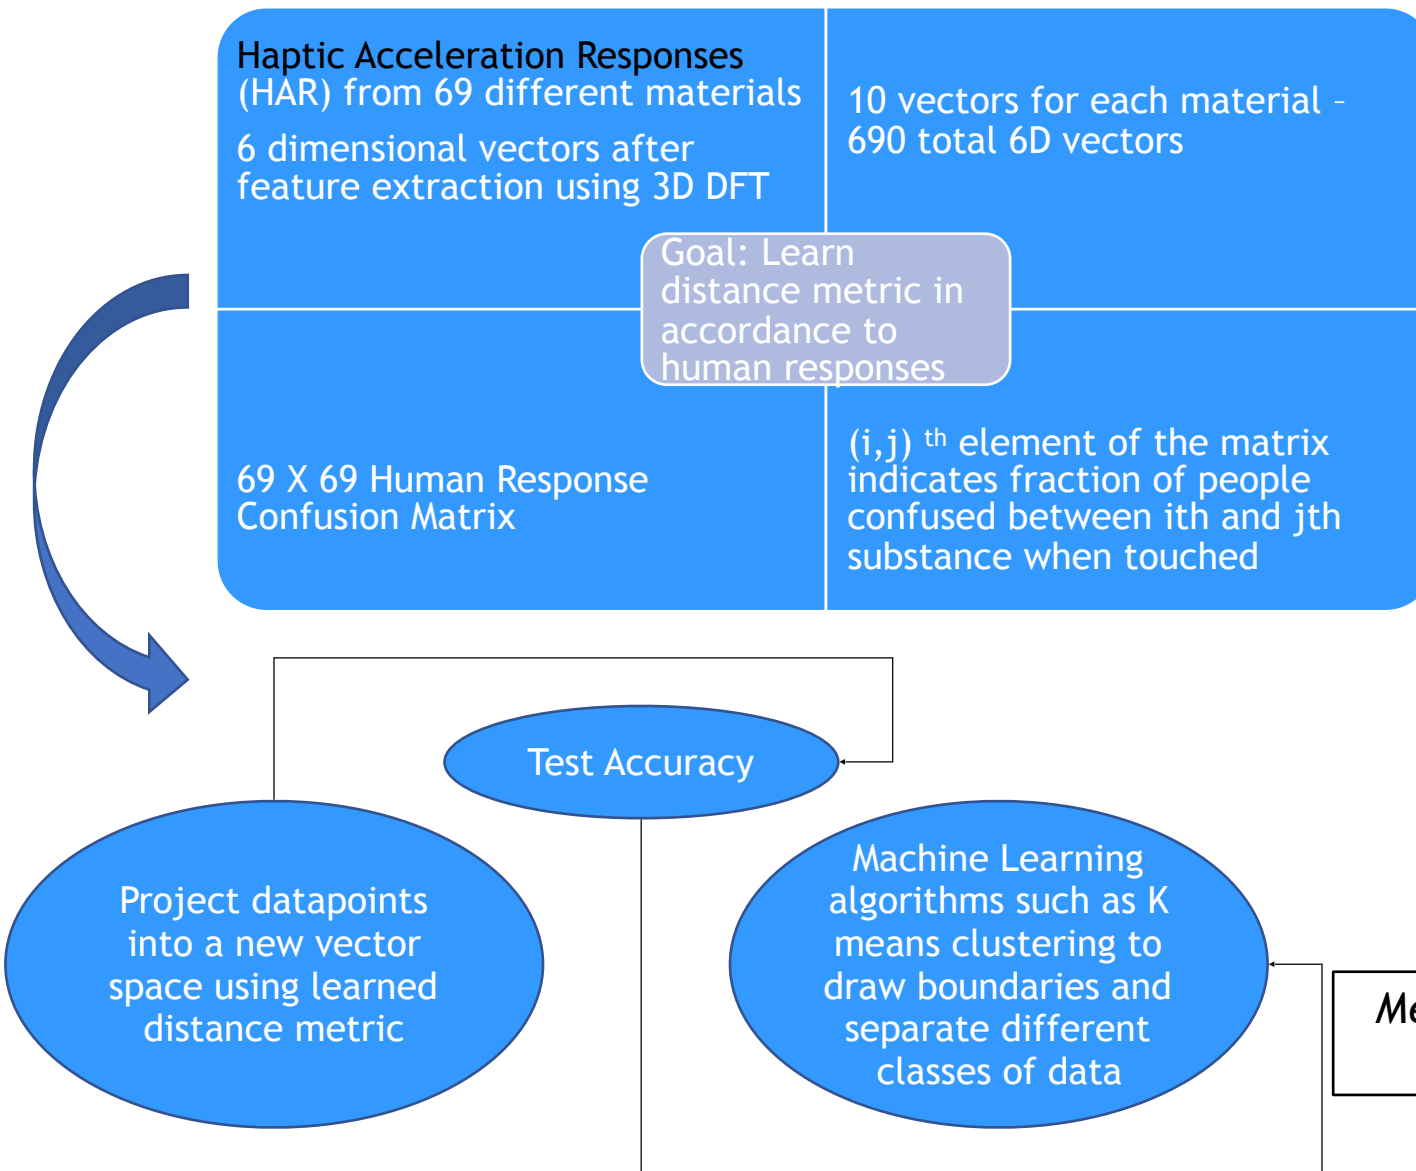 Haptic Acceleration Responses
(HAR) from 69 different materials
6 dimensional vectors after
feature extraction using 3D DFT
10 vectors for each material –
690 total 6D vectors
Goal: Learn
distance metric in
accordance to
human responses
69 X 69 Human Response
Confusion Matrix
(i,j) th element of the matrix
indicates fraction of people
confused between ith and jth
substance when touched
Test Accuracy
Project datapoints
into a new vector
space using learned
distance metric
Machine Learning
algorithms such as K
means clustering to
draw boundaries and
separate different
classes of data